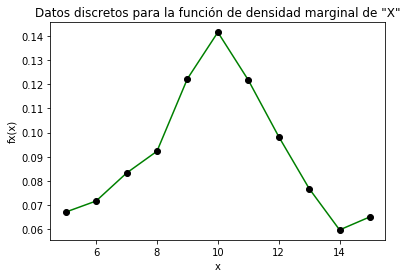 Datos discretos para la función de densidad marginal de "X"
0.14
0.13
0.12
0.11
0.10
0.09
0.08
0.07
0.06
fx(x)
6 8 10 12 14
x